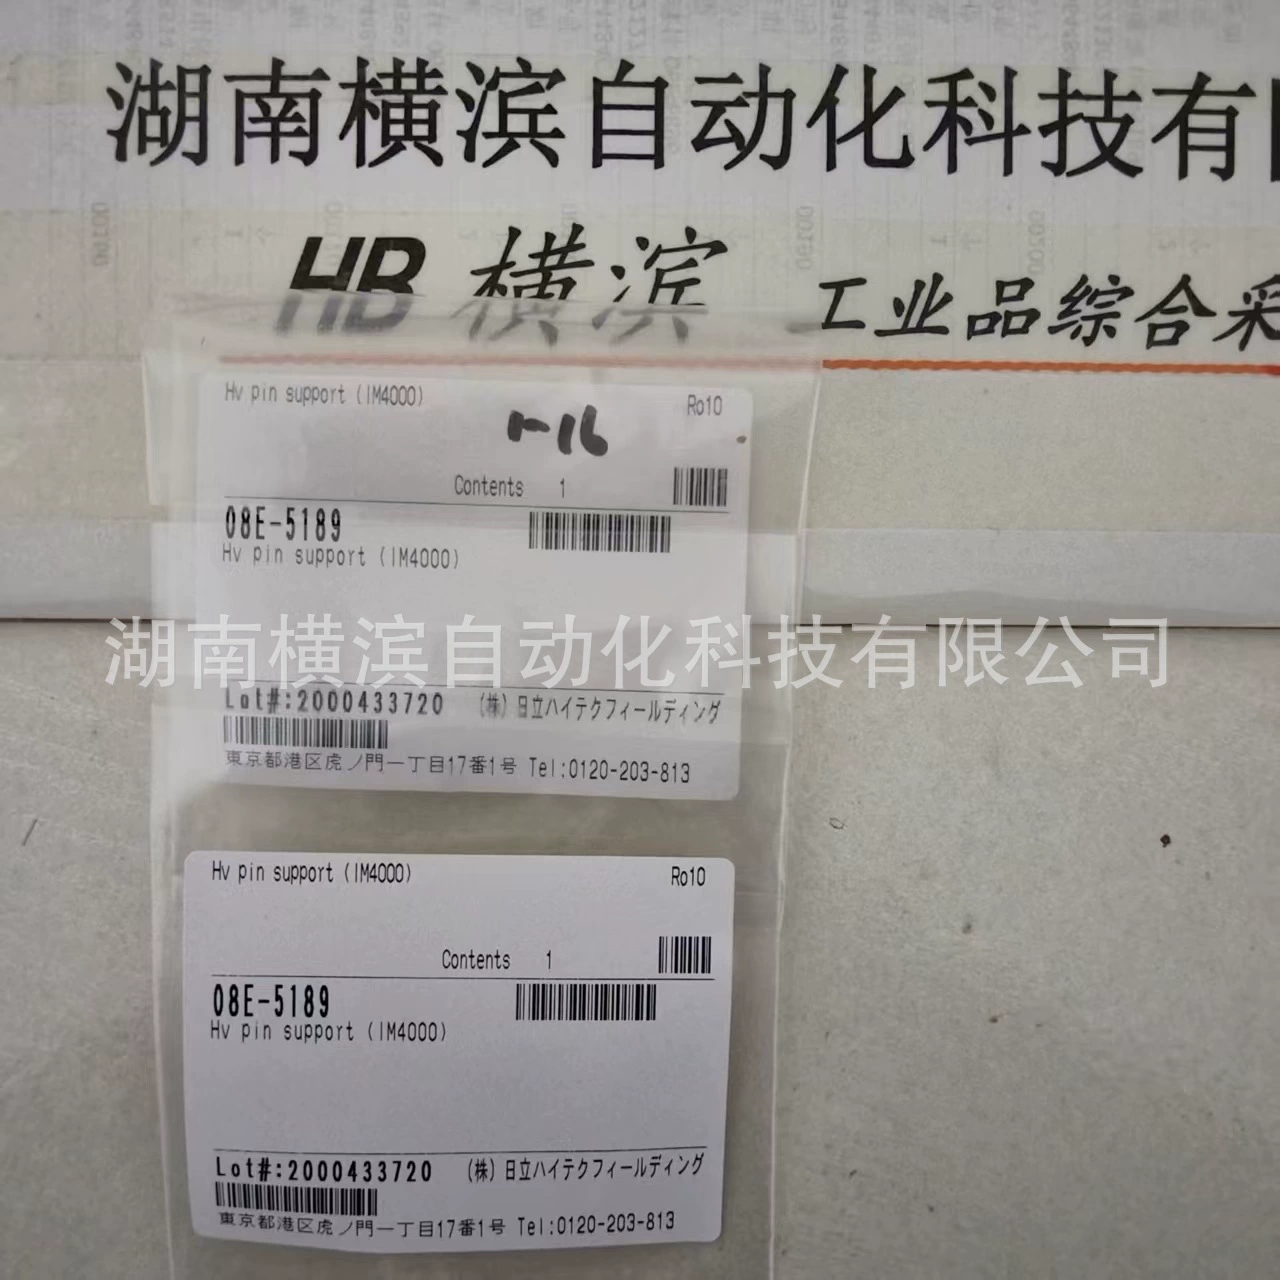 湖南横滨自动化科技有
HB 横滨 工业品综合采
Hv pin support (IM4000)
Ro10
1-16
Contents 1
08E-5189
Hv pin support (IM4000)
湖南横滨自动化科技有限公司
Lot#:2000433720 (株)日立ハイテクフィールディング
東京都港区虎ノ門一丁目17番1号 Tel:0120-203-813
Hv pin support (IM4000)
Ro10
Contents 1
08E-5189
Hv pin support (IM4000)
Lot#:2000433720 (株)日立ハイテクフィールディング
東京都港区虎ノ門一丁目17番1号 Tel:0120-203-813